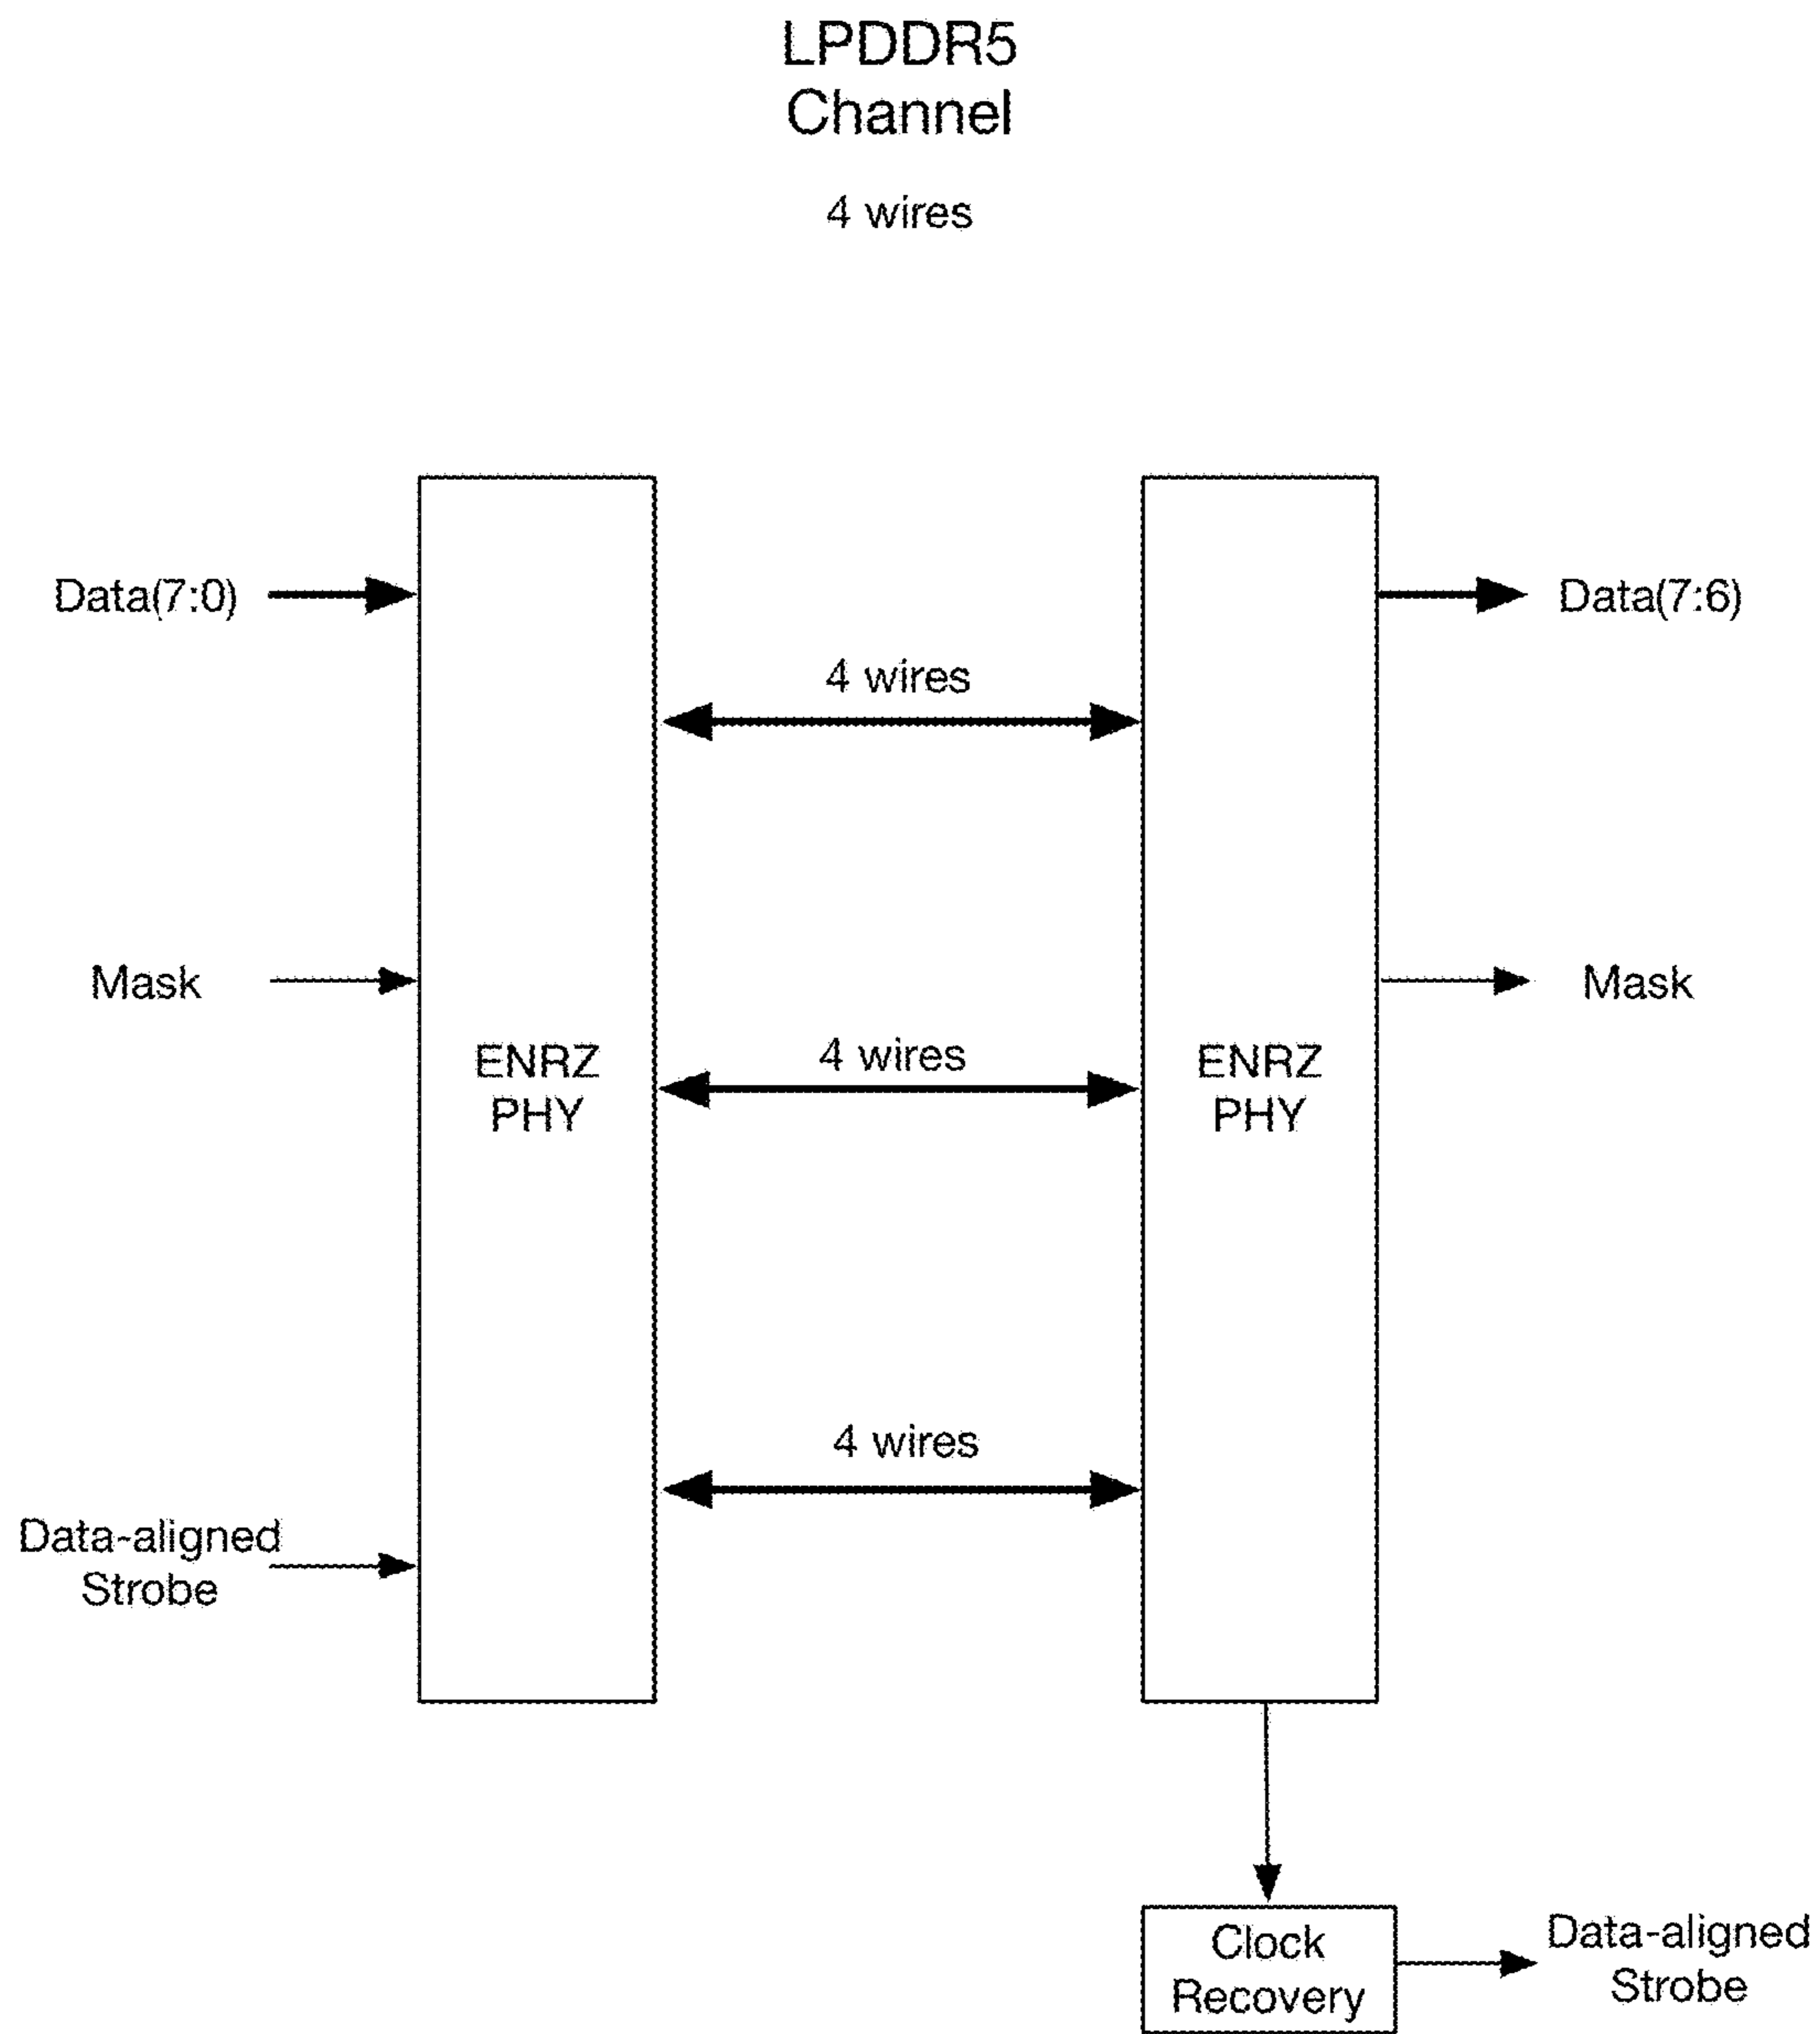 LPDDR5
Channel
4 wires
Data(7:0)
Data(7:6)
4 wires
Mask
Mask
ENRZ
PHY
4 wires
ENRZ
PHY
4 wires
Data-aligned
Strobe
Clock
Recovery
Data-aligned
Strobe